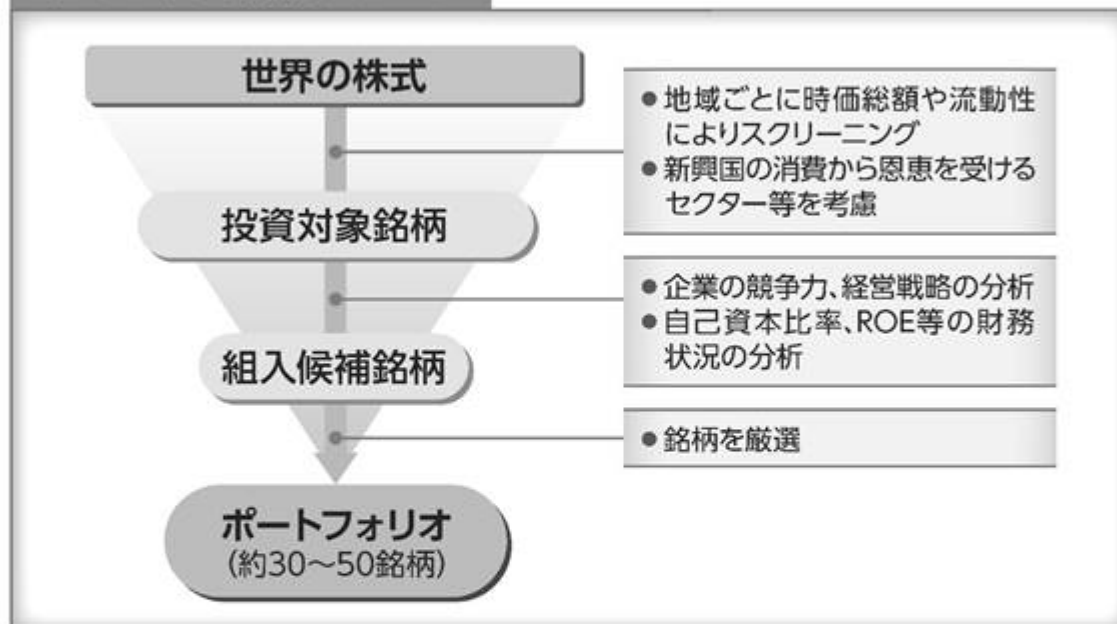 世界の株式
●地域ごとに時価総額や流動性
によりスクリーニング
●新興国の消費から恩恵を受ける
セクター等を考慮
投資対象銘柄
●企業の競争力、経営戦略の分析
●自己資本比率、ROE等の財務
状況の分析
組入候補銘柄
●銘柄を厳選
ポートフォリオ
(約30～50銘柄)